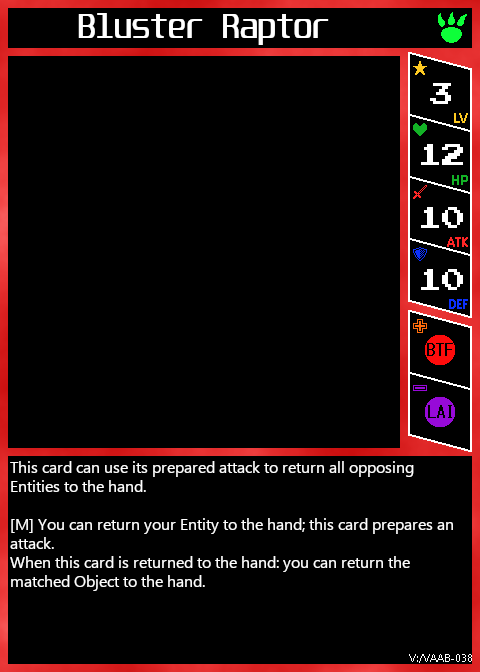 Bluster Raptor
3
LV
12
HP
10
ATK
10
DEF
BTF
LAI
This card can use its prepared attack to return all opposing
Entities to the hand.
[M] You can return your Entity to the hand; this card prepares an
attack.
When this card is returned to the hand: you can return the
matched Object to the hand.
V:/VAAB-038